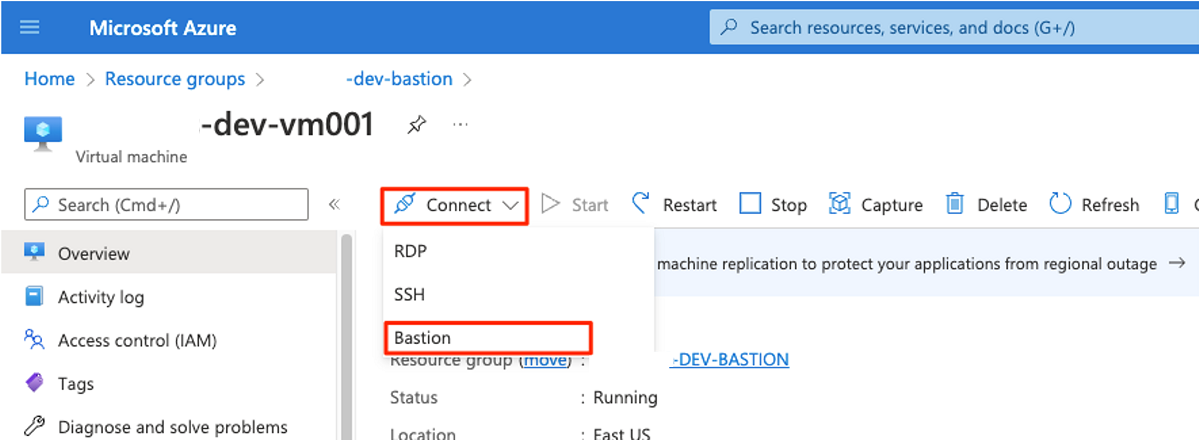 Microsoft Azure
Search resources, services, and docs (G+/)
Home > Resource groups > -dev-bastion >
-dev-vm001
Virtual machine
Search (Cmd+/)
Connect Start Restart Stop Capture Delete Refresh
RDP
SSH
Bastion
machine replication to protect your applications from regional outage →
Overview
Activity log
Access control (IAM)
Tags
Diagnose and solve problems
Resource group (move) : -DEV-BASTION
Status : Running
Location : East US